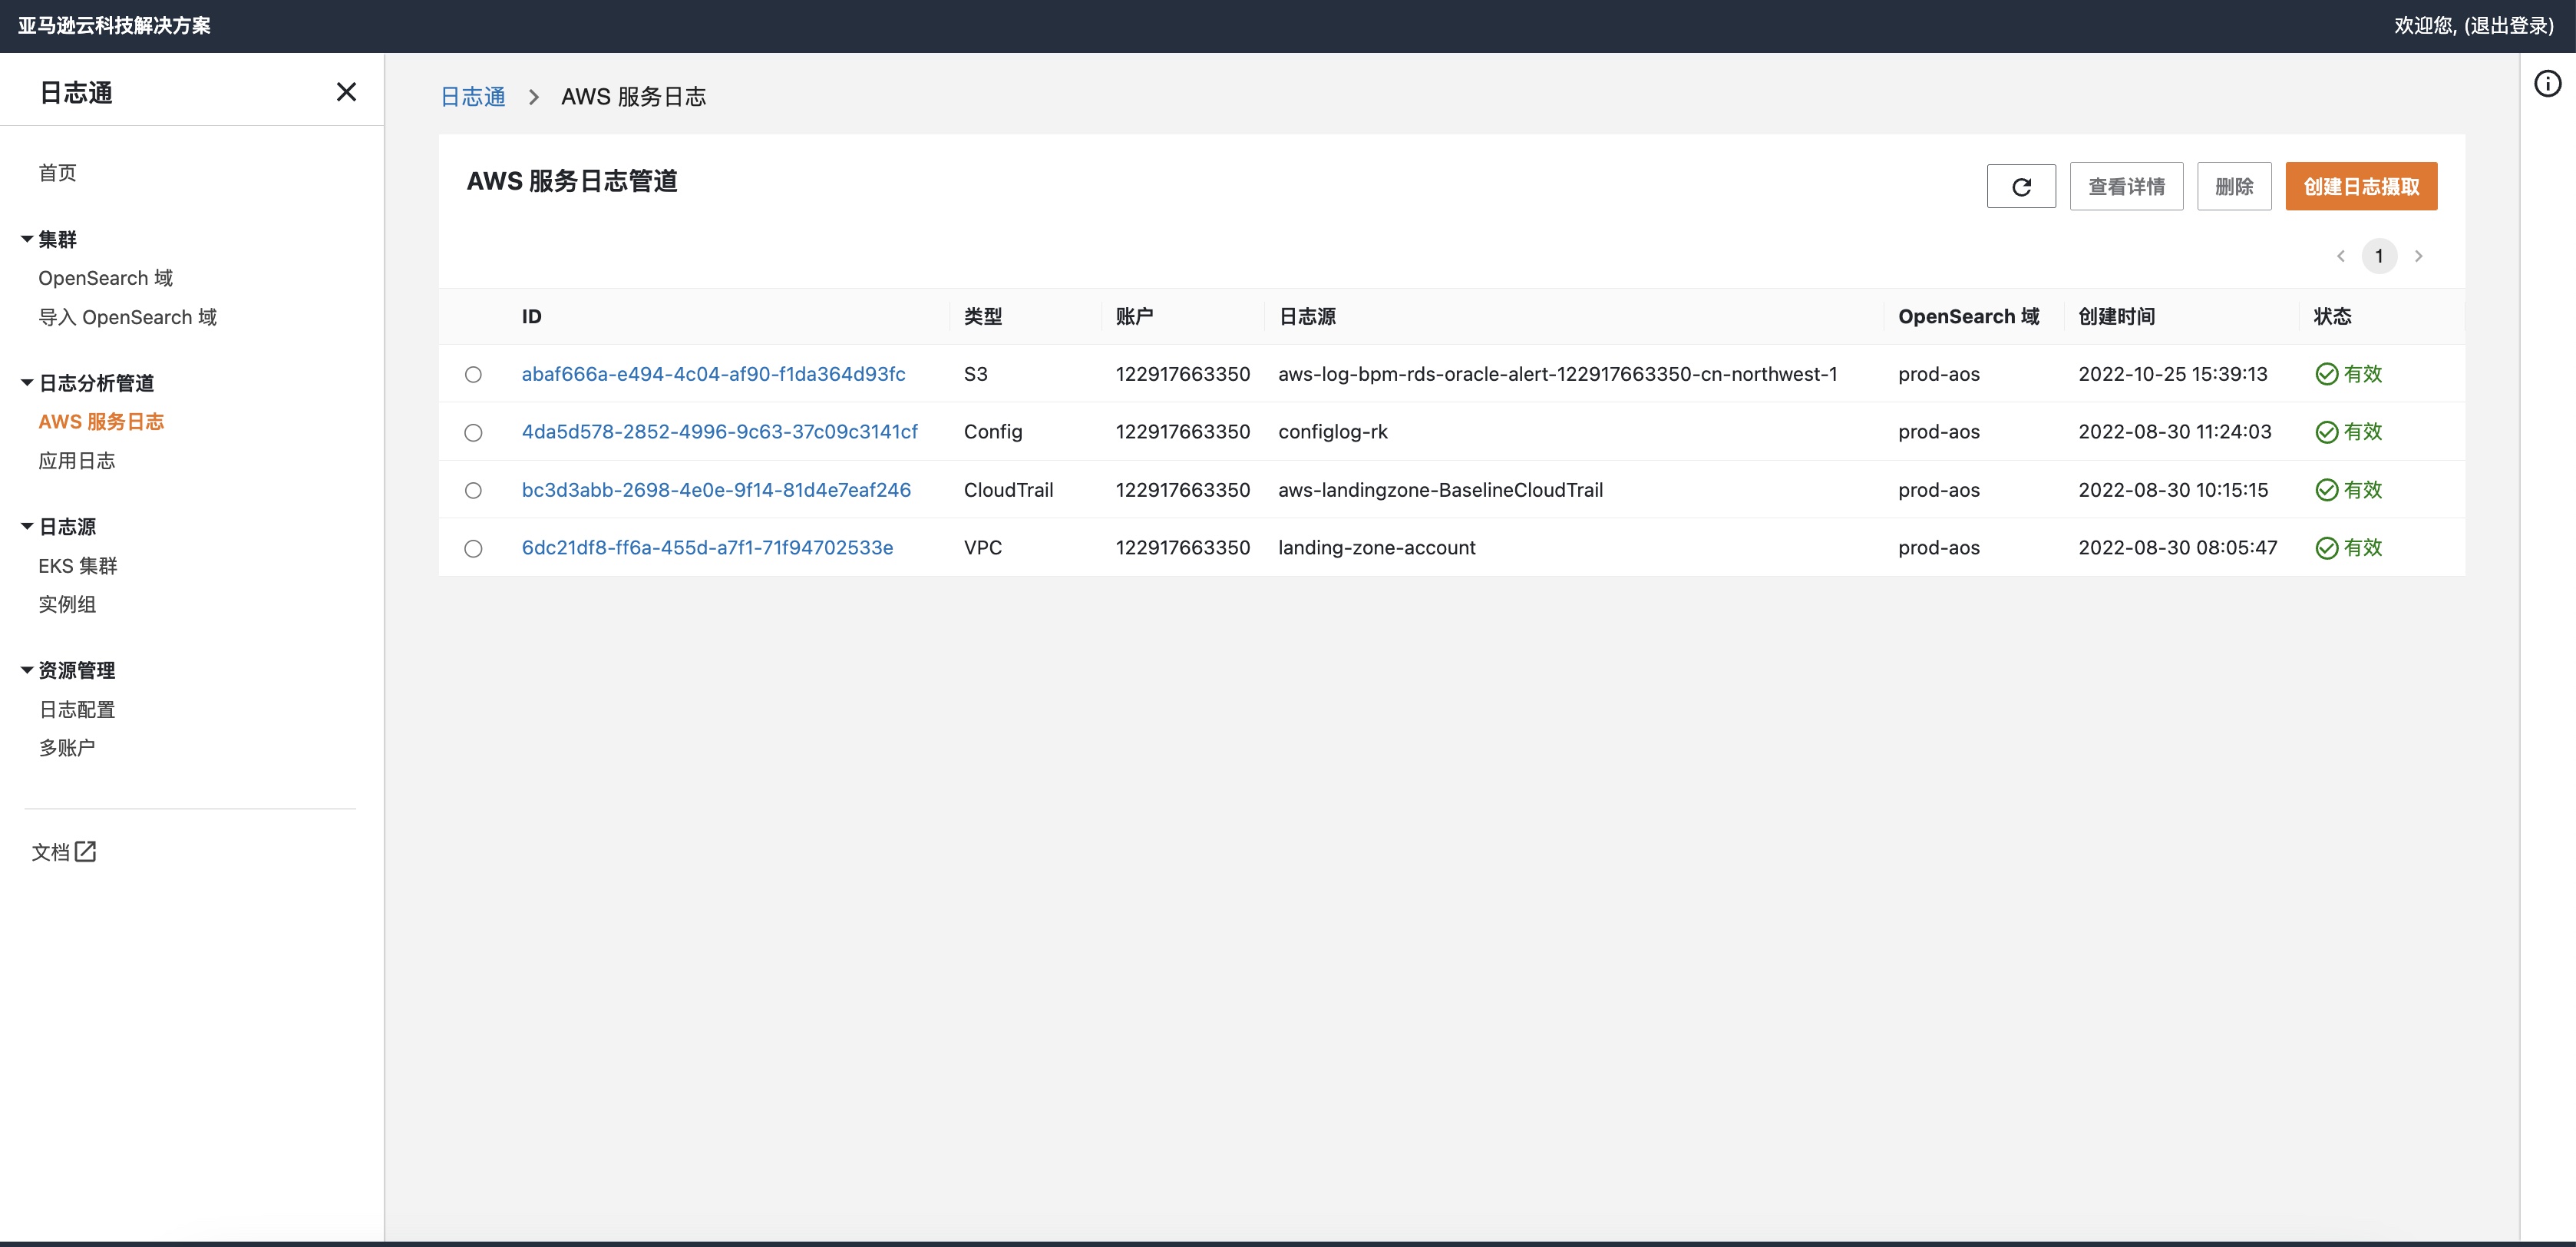 亚马逊云科技解决方案
欢迎您, (退出登录)
日志通
首页
集群
OpenSearch 域
导入 OpenSearch 域
日志分析管道
AWS 服务日志
应用日志
日志源
EKS 集群
实例组
资源管理
日志配置
多账户
文档
日志通 > AWS 服务日志
AWS 服务日志管道
查看详情 删除 创建日志摄取
1
ID 类型 账户 日志源 OpenSearch 域 创建时间 状态
abaf666a-e494-4c04-af90-f1da364d93fc S3 122917663350 aws-log-bpm-rds-oracle-alert-122917663350-cn-northwest-1 prod-aos 2022-10-25 15:39:13 有效
4da5d578-2852-4996-9c63-37c09c3141cf Config 122917663350 configlog-rk prod-aos 2022-08-30 11:24:03 有效
bc3d3abb-2698-4e0e-9f14-81d4e7eaf246 CloudTrail 122917663350 aws-landingzone-BaselineCloudTrail prod-aos 2022-08-30 10:15:15 有效
6dc21df8-ff6a-455d-a7f1-71f94702533e VPC 122917663350 landing-zone-account prod-aos 2022-08-30 08:05:47 有效